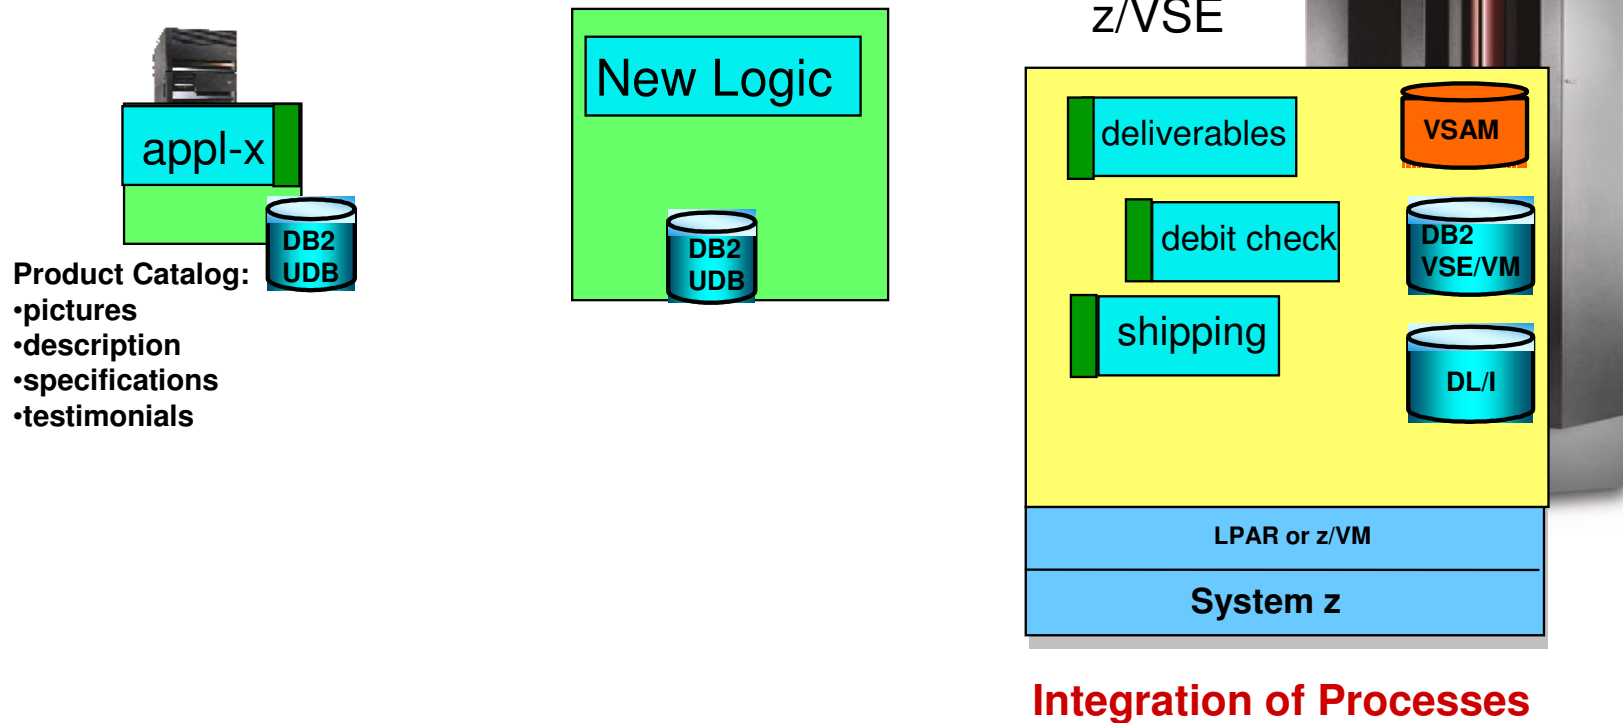 z/VSE
appl-x
DB2
UDB
Product Catalog:
•pictures
•description
•specifications
•testimonials
New Logic
DB2
UDB
deliverables
debit check
shipping
VSAM
DB2
VSE/VM
DL/I
LPAR or z/VM
System z
Integration of Processes